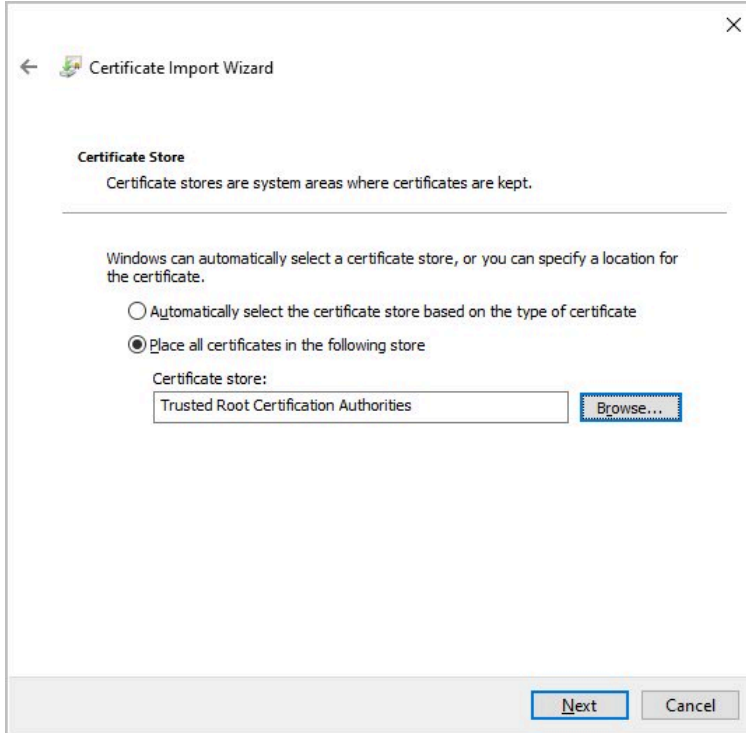 Certificate Import Wizard
Certificate Store
Certificate stores are system areas where certificates are kept.
Windows can automatically select a certificate store, or you can specify a location for
the certificate.
Automatically select the certificate store based on the type of certificate
Place all certificates in the following store
Certificate store:
Trusted Root Certification Authorities
Browse...
Next
Cancel